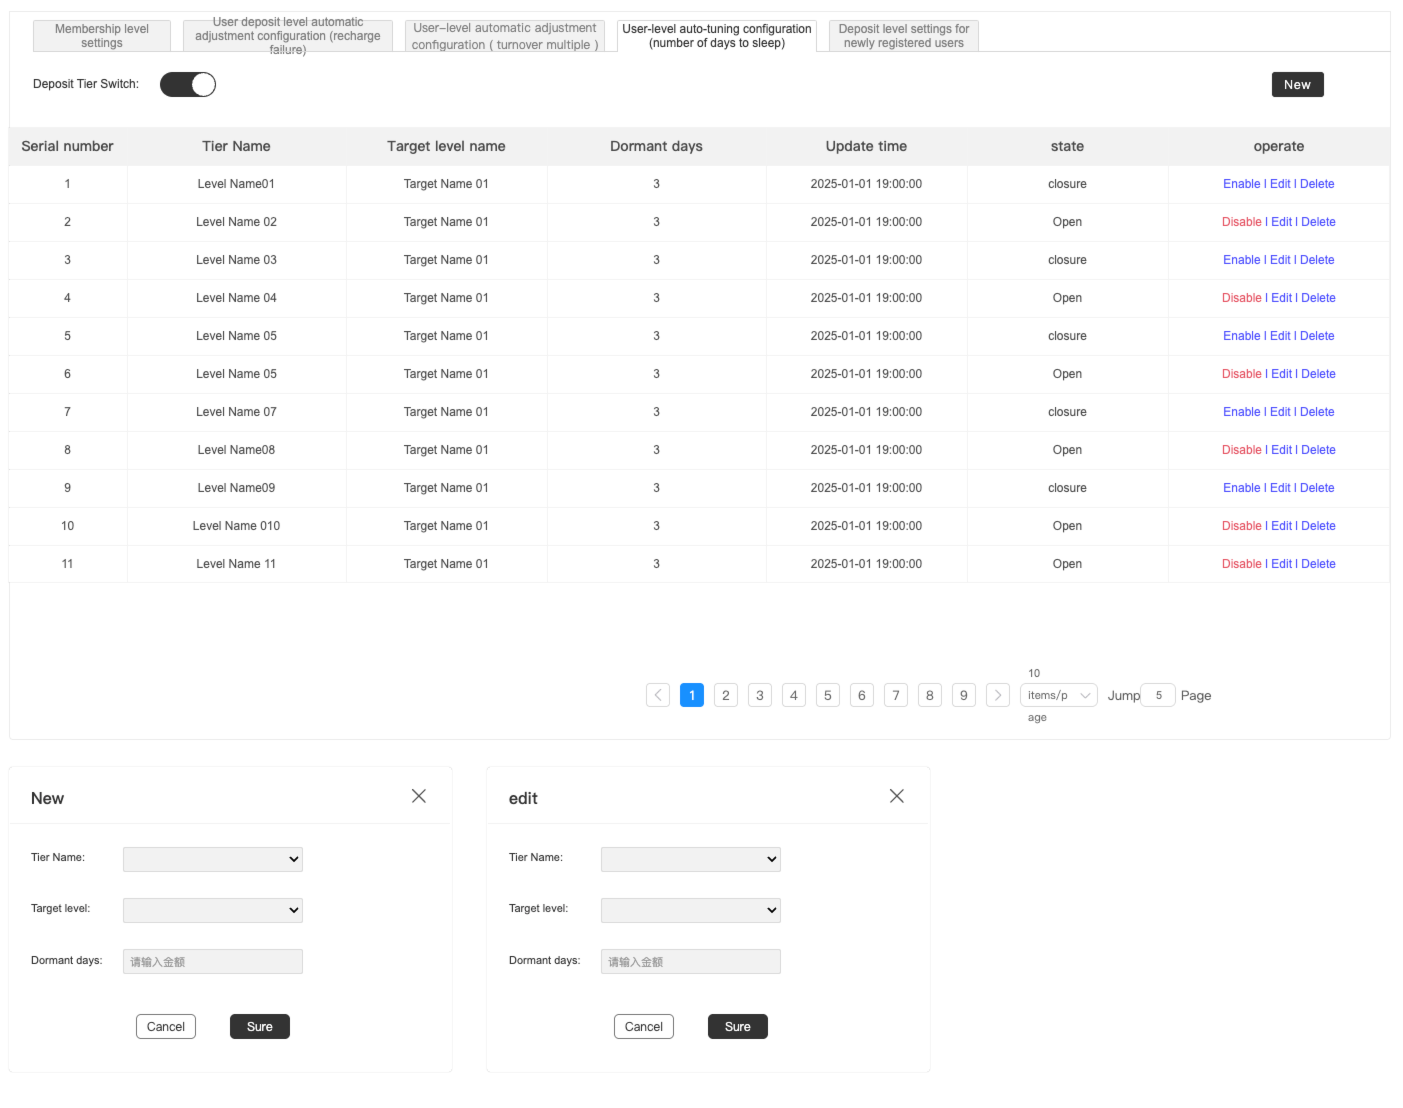 Membership level
settings
User deposit level automatic
adjustment configuration (recharge
failure)
User-level automatic adjustment
configuration ( turnover multiple )
User-level auto-tuning configuration
(number of days to sleep)
Deposit level settings for
newly registered users
Deposit Tier Switch:
New
Serial number Tier Name Target level name Dormant days Update time state operate
1 Level Name01 Target Name 01 3 2025-01-01 19:00:00 closure Enable I Edit I Delete
2 Level Name 02 Target Name 01 3 2025-01-01 19:00:00 Open Disable I Edit I Delete
3 Level Name 03 Target Name 01 3 2025-01-01 19:00:00 closure Enable I Edit I Delete
4 Level Name 04 Target Name 01 3 2025-01-01 19:00:00 Open Disable I Edit I Delete
5 Level Name 05 Target Name 01 3 2025-01-01 19:00:00 closure Enable I Edit I Delete
6 Level Name 05 Target Name 01 3 2025-01-01 19:00:00 Open Disable I Edit I Delete
7 Level Name 07 Target Name 01 3 2025-01-01 19:00:00 closure Enable I Edit I Delete
8 Level Name08 Target Name 01 3 2025-01-01 19:00:00 Open Disable I Edit I Delete
9 Level Name09 Target Name 01 3 2025-01-01 19:00:00 closure Enable I Edit I Delete
10 Level Name 010 Target Name 01 3 2025-01-01 19:00:00 Open Disable I Edit I Delete
11 Level Name 11 Target Name 01 3 2025-01-01 19:00:00 Open Disable I Edit I Delete
1 2 3 4 5 6 7 8 9
10
items/p
age
Jump 5 Page
New
Tier Name:
Target level:
Dormant days: 请输入金额
Cancel Sure
edit
Tier Name:
Target level:
Dormant days: 请输入金额
Cancel Sure